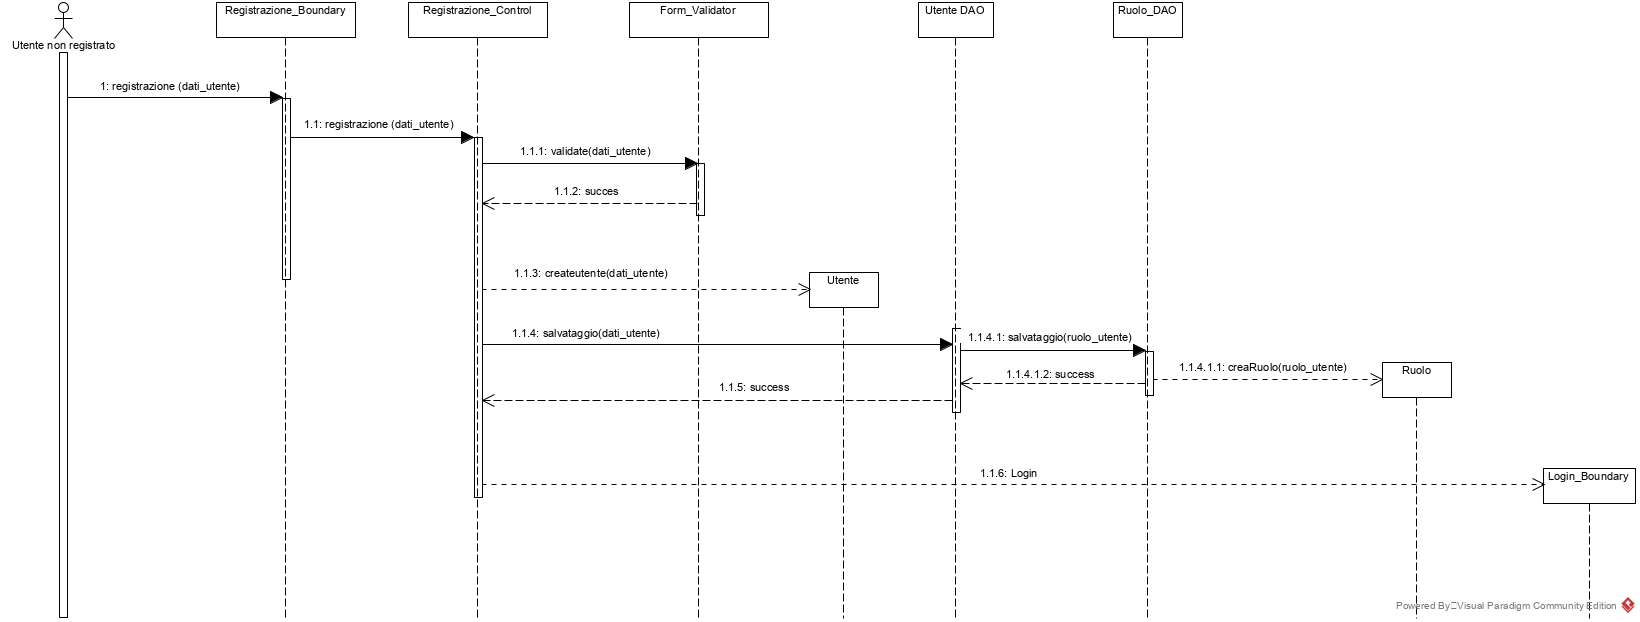 Utente non registrato
Registrazione_Boundary
Registrazione_Control
Form_Validator
Utente DAO
Ruolo_DAO
1: registrazione (dati_utente)
1.1: registrazione (dati_utente)
1.1.1: validate(dati_utente)
1.1.2: succes
1.1.3: createutente(dati_utente)
Utente
1.1.4: salvataggio(dati_utente)
1.1.4.1: salvataggio(ruolo_utente)
1.1.4.1.1: creaRuolo(ruolo_utente)
Ruolo
1.1.4.1.2: success
1.1.5: success
1.1.6: Login
Login_Boundary
Powered By Visual Paradigm Community Edition